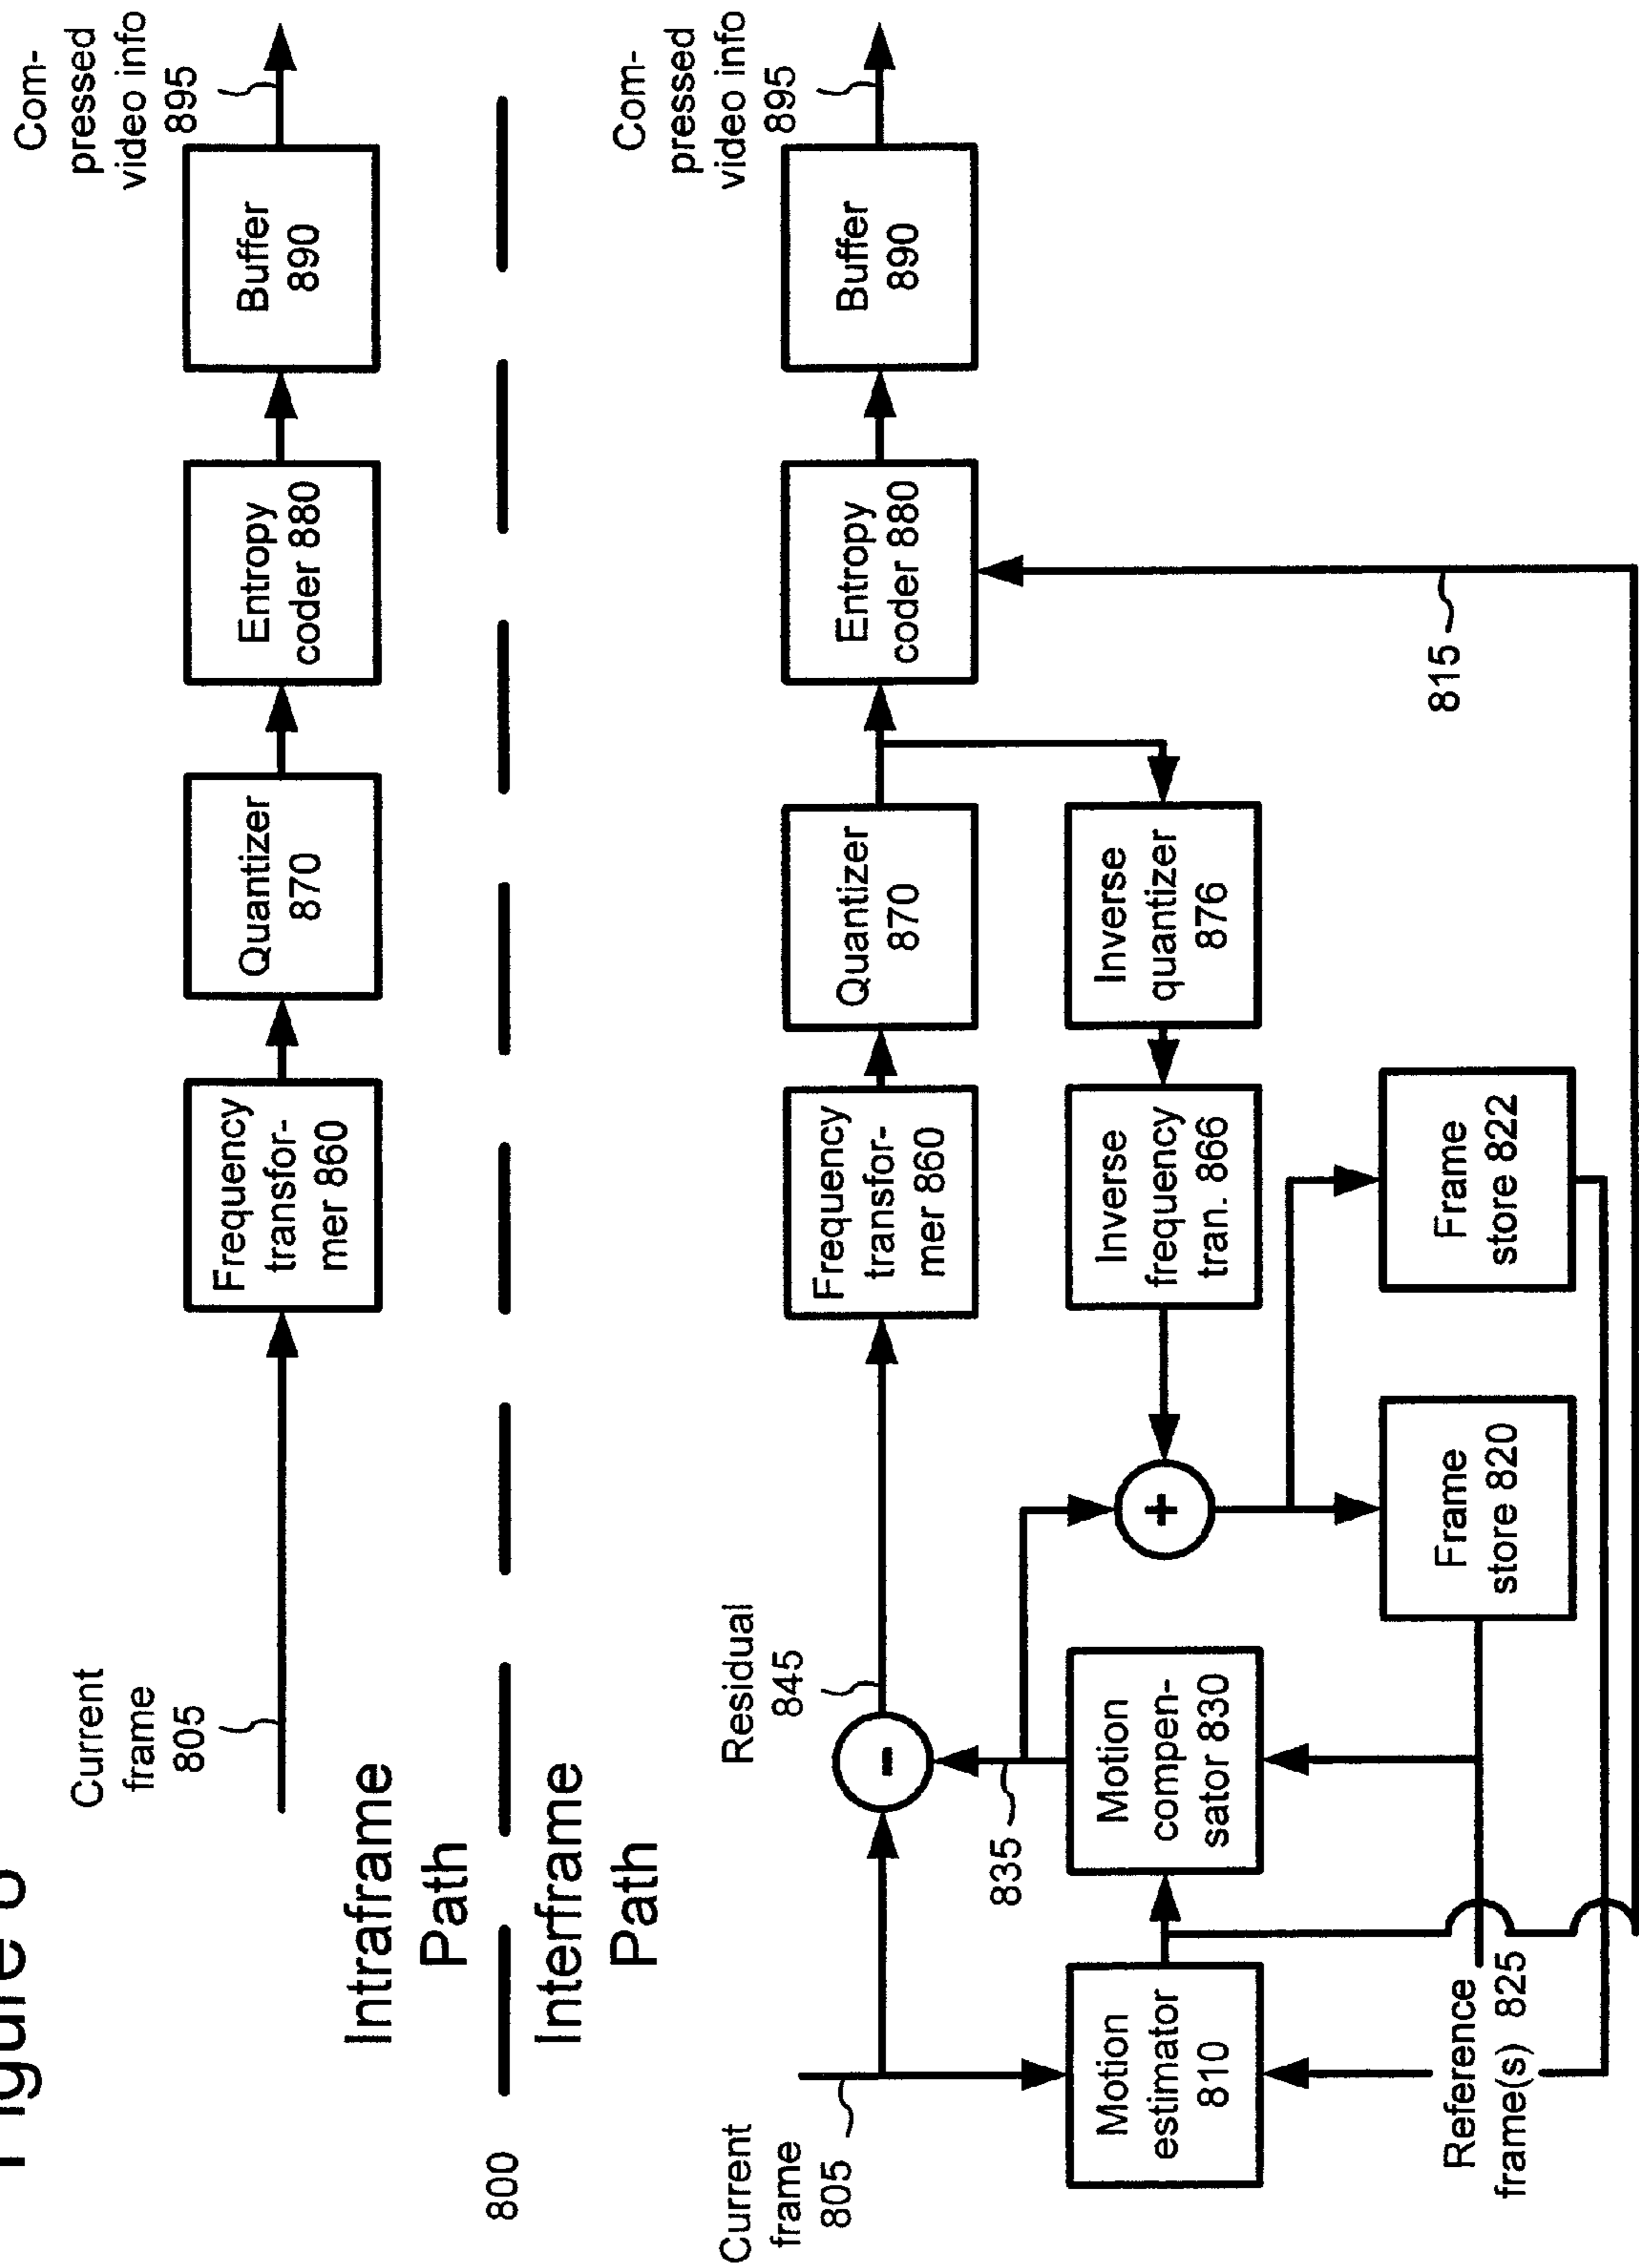 Current
frame
805
Frequency
transfor-
mer 860
Quantizer
870
Entropy
coder 880
Buffer
890
Com-
pressed
video info
895
Intraframe
Path
800
Interframe
Path
Current
frame
805
Residual
845
Frequency
transfor-
mer 860
Quantizer
870
Entropy
coder 880
Buffer
890
Com-
pressed
video info
895
835
Motion
estimator
810
Motion
compen-
sator 830
+
-
Inverse
frequency
tran. 866
Inverse
quantizer
876
815
Reference
frame(s) 825
Frame
store 820
Frame
store 822